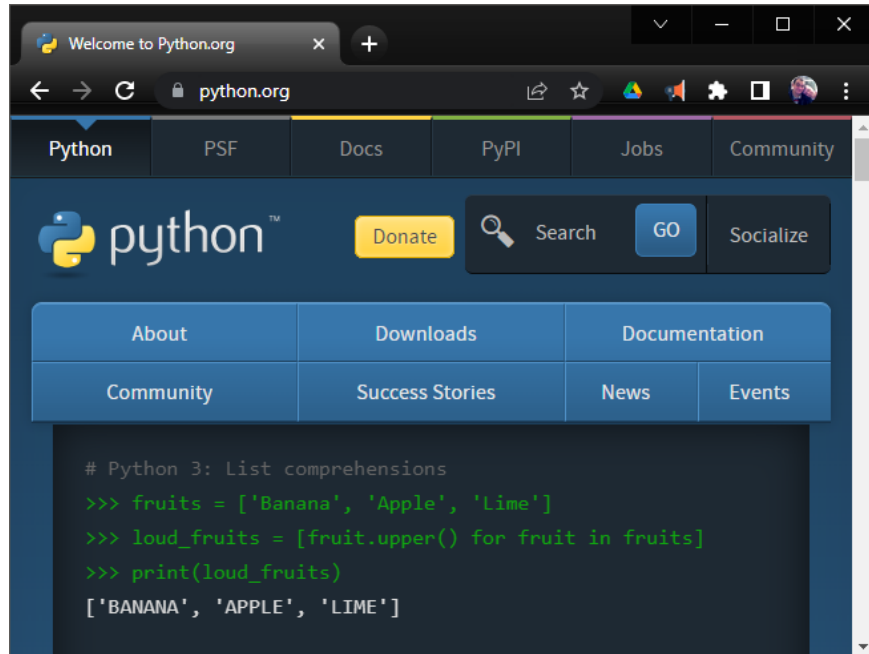 Welcome to Python.org
python.org
Python PSF Docs PyPI Jobs Community
python™ Donate Search GO Socialize
About Downloads Documentation
Community Success Stories News Events
# Python 3: List comprehensions
>>> fruits = ['Banana', 'Apple', 'Lime']
>>> loud_fruits = [fruit.upper() for fruit in fruits]
>>> print(loud_fruits)
['BANANA', 'APPLE', 'LIME']